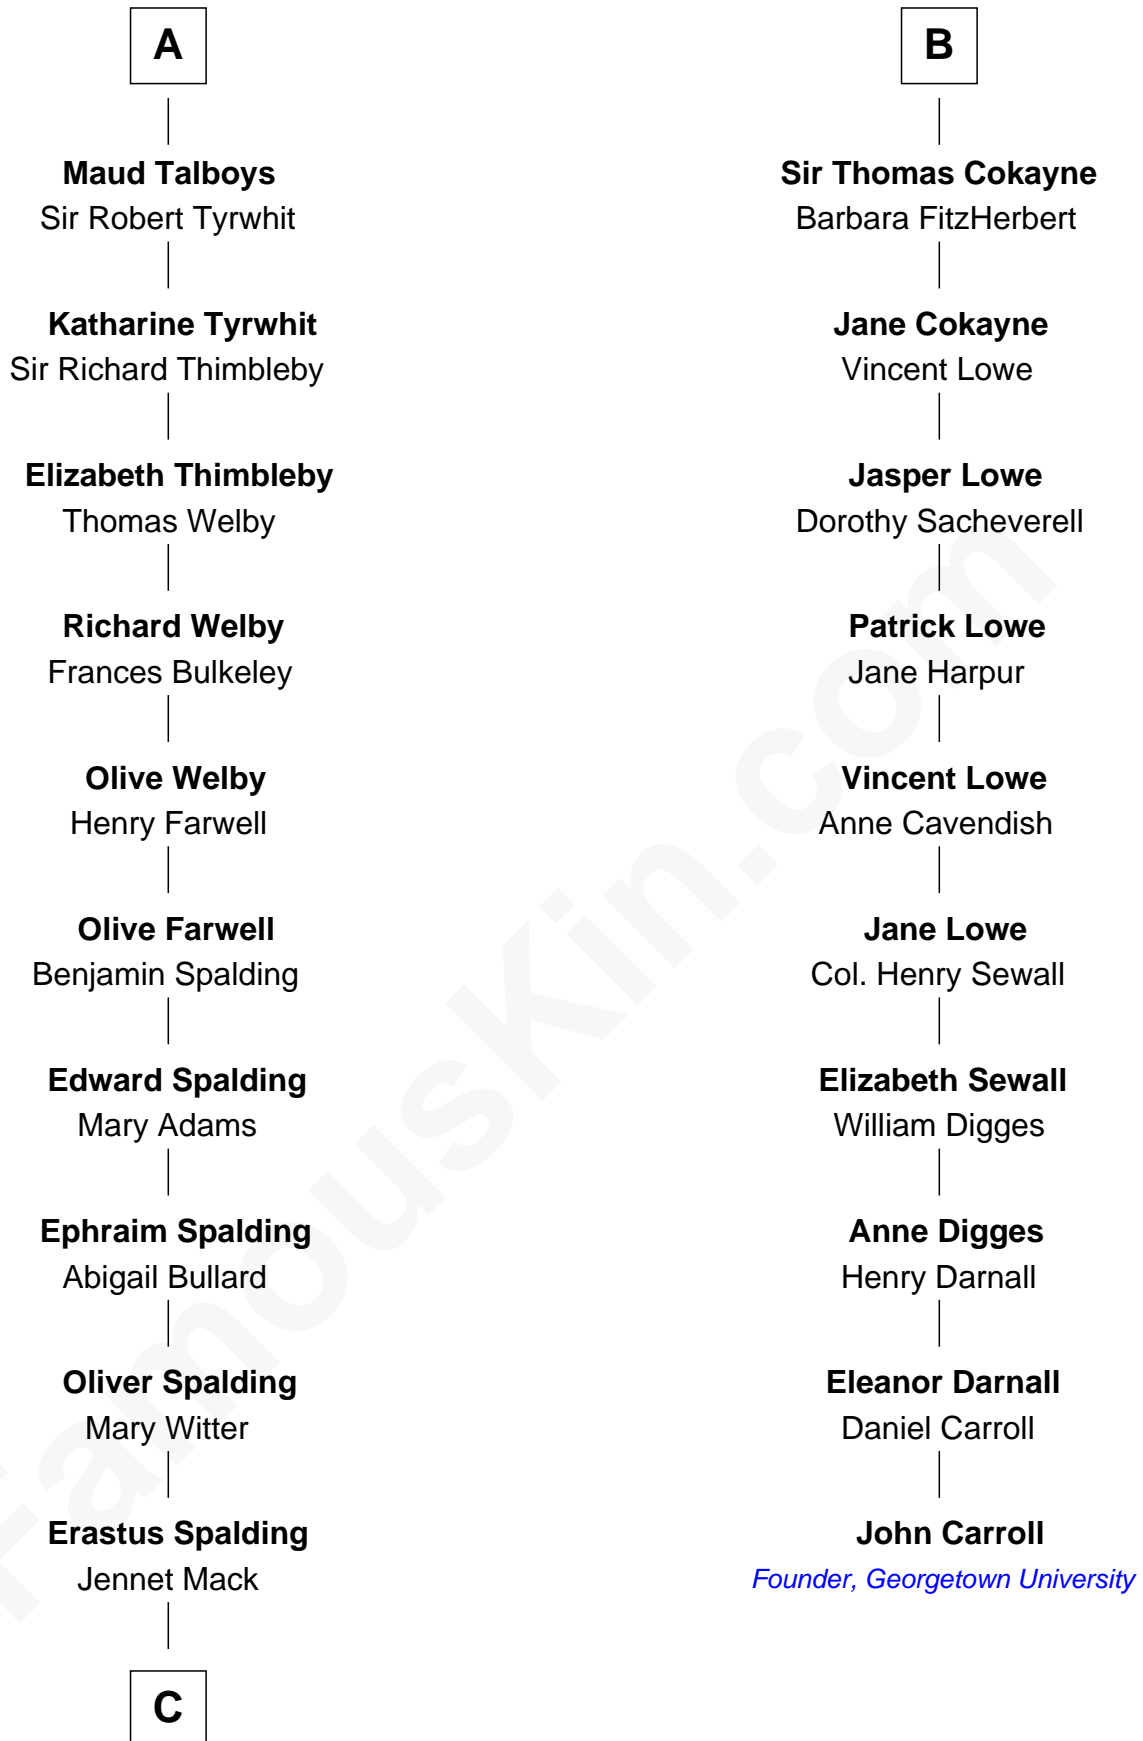 A
Maud Talboys
Sir Robert Tyrwhit
Katharine Tyrwhit
Sir Richard Thimbleby
Elizabeth Thimbleby
Thomas Welby
Richard Welby
Frances Bulkeley
Olive Welby
Henry Farwell
Olive Farwell
Benjamin Spalding
Edward Spalding
Mary Adams
Ephraim Spalding
Abigail Bullard
Oliver Spalding
Mary Witter
Erastus Spalding
Jennet Mack
C
B
Sir Thomas Cokayne
Barbara FitzHerbert
Jane Cokayne
Vincent Lowe
Jasper Lowe
Dorothy Sacheverell
Patrick Lowe
Jane Harpur
Vincent Lowe
Anne Cavendish
Jane Lowe
Col. Henry Sewall
Elizabeth Sewall
William Digges
Anne Digges
Henry Darnall
Eleanor Darnall
Daniel Carroll
John Carroll
Founder, Georgetown University
FamousKin.com